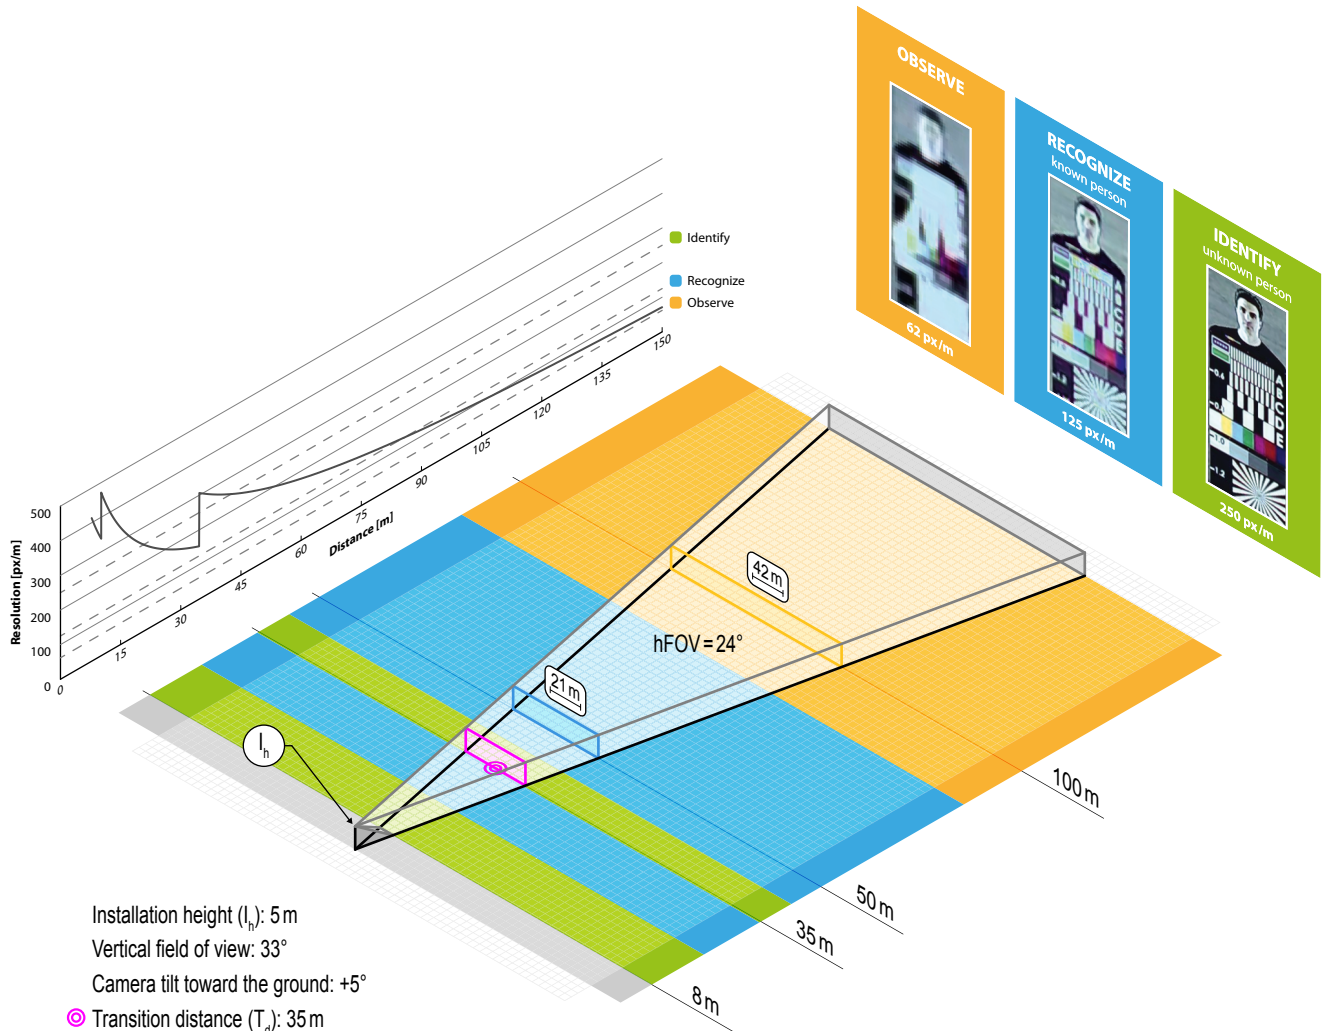 OBSERVE
62 px/m
RECOGNIZE
known person
125 px/m
IDENTIFY
unknown person
250 px/m
A
B
C
D
E
Identify
Recognize
Observe
Resolution [px/m]
500
400
300
200
100
0
0
15
30
45
60
75
90
105
120
135
150
Distance [m]
42 m
hFOV = 24°
21 m
Ih
100 m
50 m
35 m
8 m
Installation height (Ih): 5 m
Vertical field of view: 33°
Camera tilt toward the ground: +5°
Transition distance (Td): 35 m